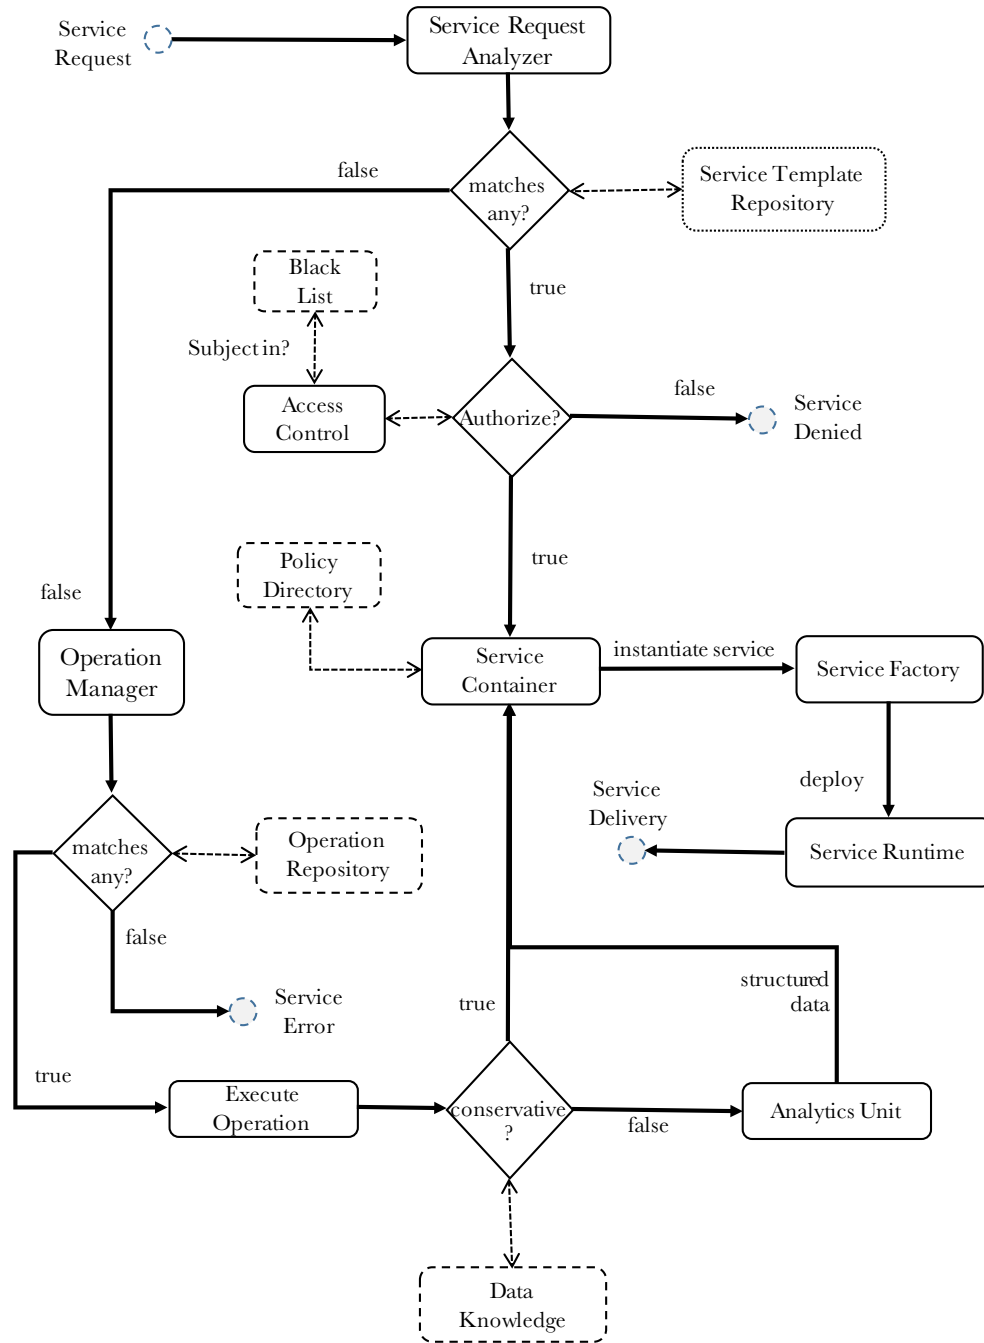 Service
Request
Service Request
Analyzer
false
matches
any?
Service Template
Repository
Black
List
true
Subject in?
Access
Control
Authorize?
false
Service
Denied
Policy
Directory
true
false
Operation
Manager
Service
Container
instantiate service
Service Factory
deploy
Service
Delivery
Service Runtime
matches
any?
Operation
Repository
false
Service
Error
true
structured
data
true
Execute
Operation
conservative
?
false
Analytics Unit
Data
Knowledge